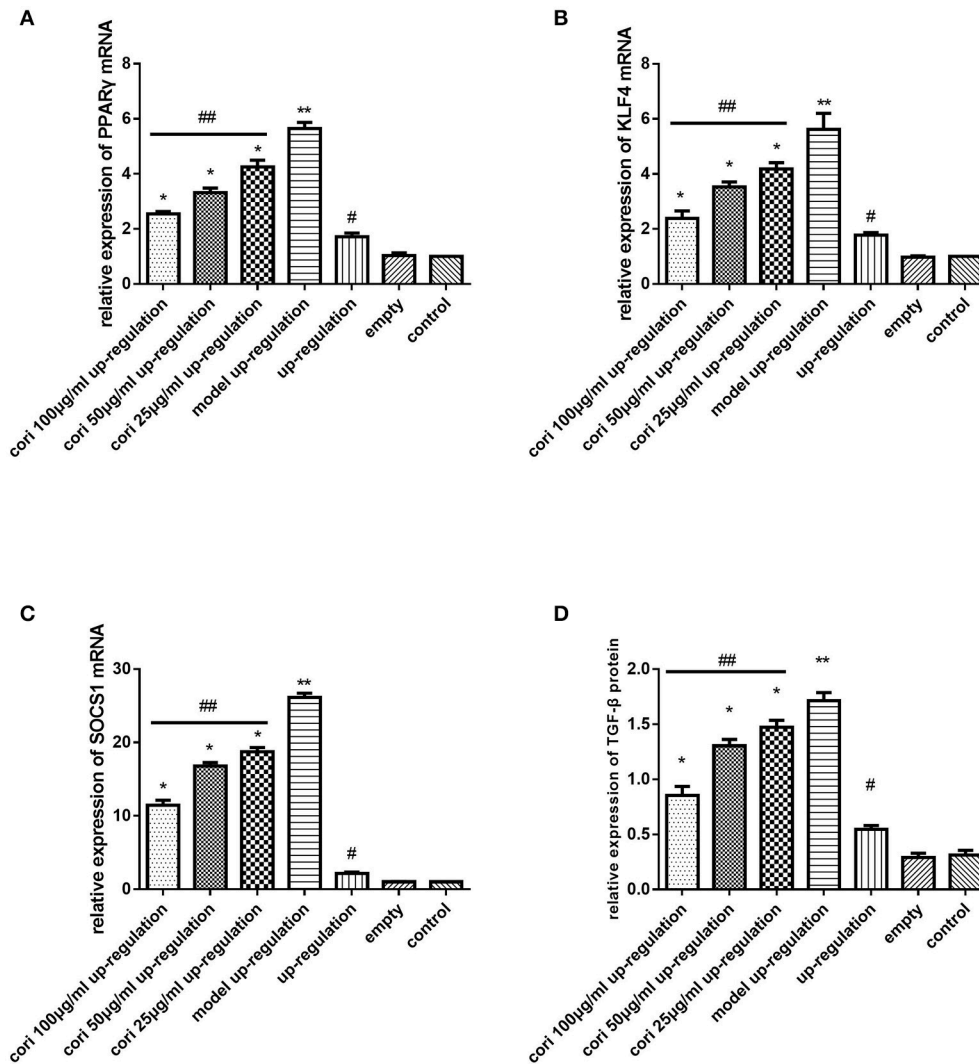 A
relative expression of PPARγ mRNA
8
6
4
2
0
##
*
*
*
**
#
cori 100μg/ml up-regulation
cori 50μg/ml up-regulation
cori 25μg/ml up-regulation
model up-regulation
up-regulation
empty
control
B
relative expression of KLF4 mRNA
8
6
4
2
0
##
*
*
*
**
#
cori 100μg/ml up-regulation
cori 50μg/ml up-regulation
cori 25μg/ml up-regulation
model up-regulation
up-regulation
empty
control
C
relative expression of SOCS1 mRNA
30
20
10
0
##
*
*
*
**
#
cori 100μg/ml up-regulation
cori 50μg/ml up-regulation
cori 25μg/ml up-regulation
model up-regulation
up-regulation
empty
control
D
relative expression of TGF-β protein
2.0
1.5
1.0
0.5
0.0
##
*
*
*
**
#
cori 100μg/ml up-regulation
cori 50μg/ml up-regulation
cori 25μg/ml up-regulation
model up-regulation
up-regulation
empty
control